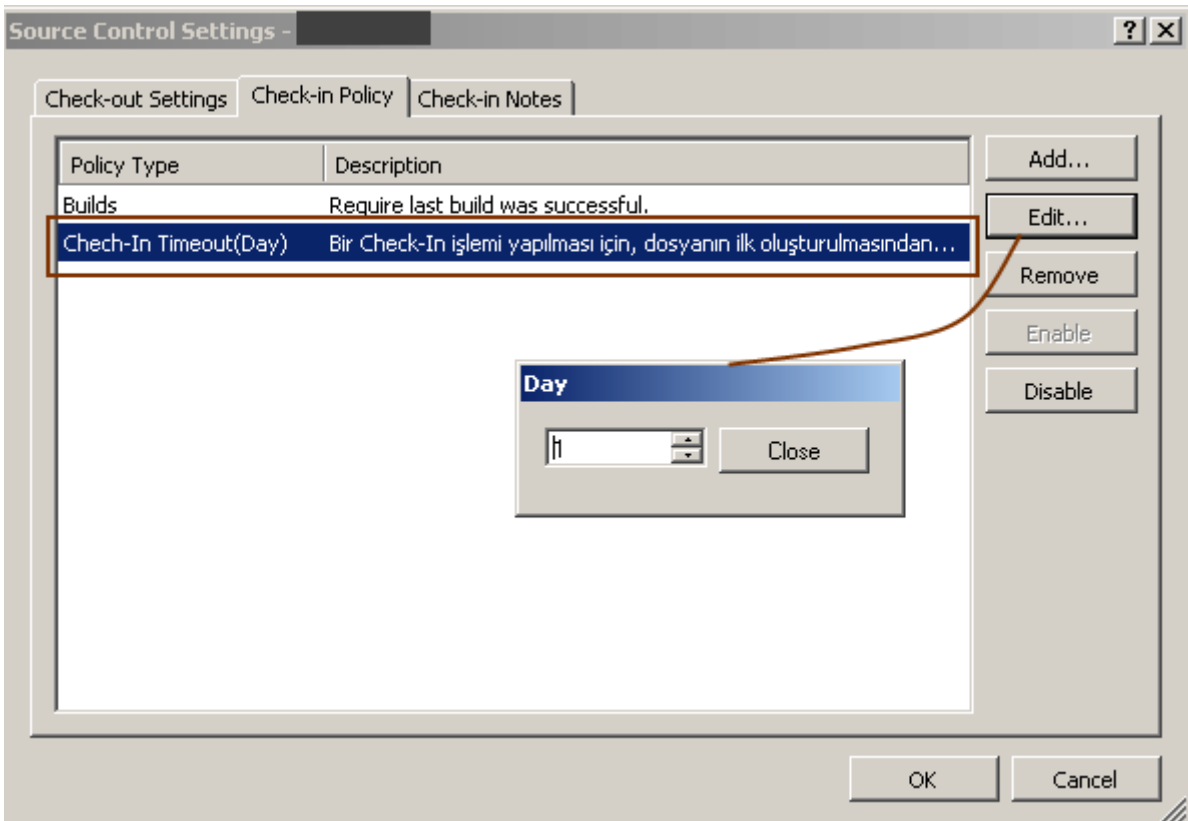 Source Control Settings -
Check-out Settings Check-in Policy Check-in Notes
Policy Type Description
Builds Require last build was successful.
Chech-In Timeout(Day) Bir Check-In işlemi yapılması için, dosyanın ilk oluşturulmasından...
Add...
Edit...
Remove
Enable
Disable
Day
1
Close
OK Cancel